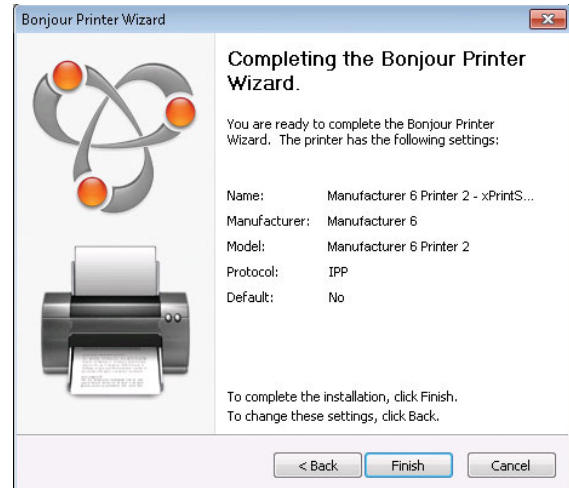 Bonjour Printer Wizard
Completing the Bonjour Printer
Wizard.
You are ready to complete the Bonjour Printer
Wizard. The printer has the following settings:
Name: Manufacturer 6 Printer 2 - xPrintS...
Manufacturer: Manufacturer 6
Model: Manufacturer 6 Printer 2
Protocol: IPP
Default: No
To complete the installation, click Finish.
To change these settings, click Back.
< Back Finish Cancel